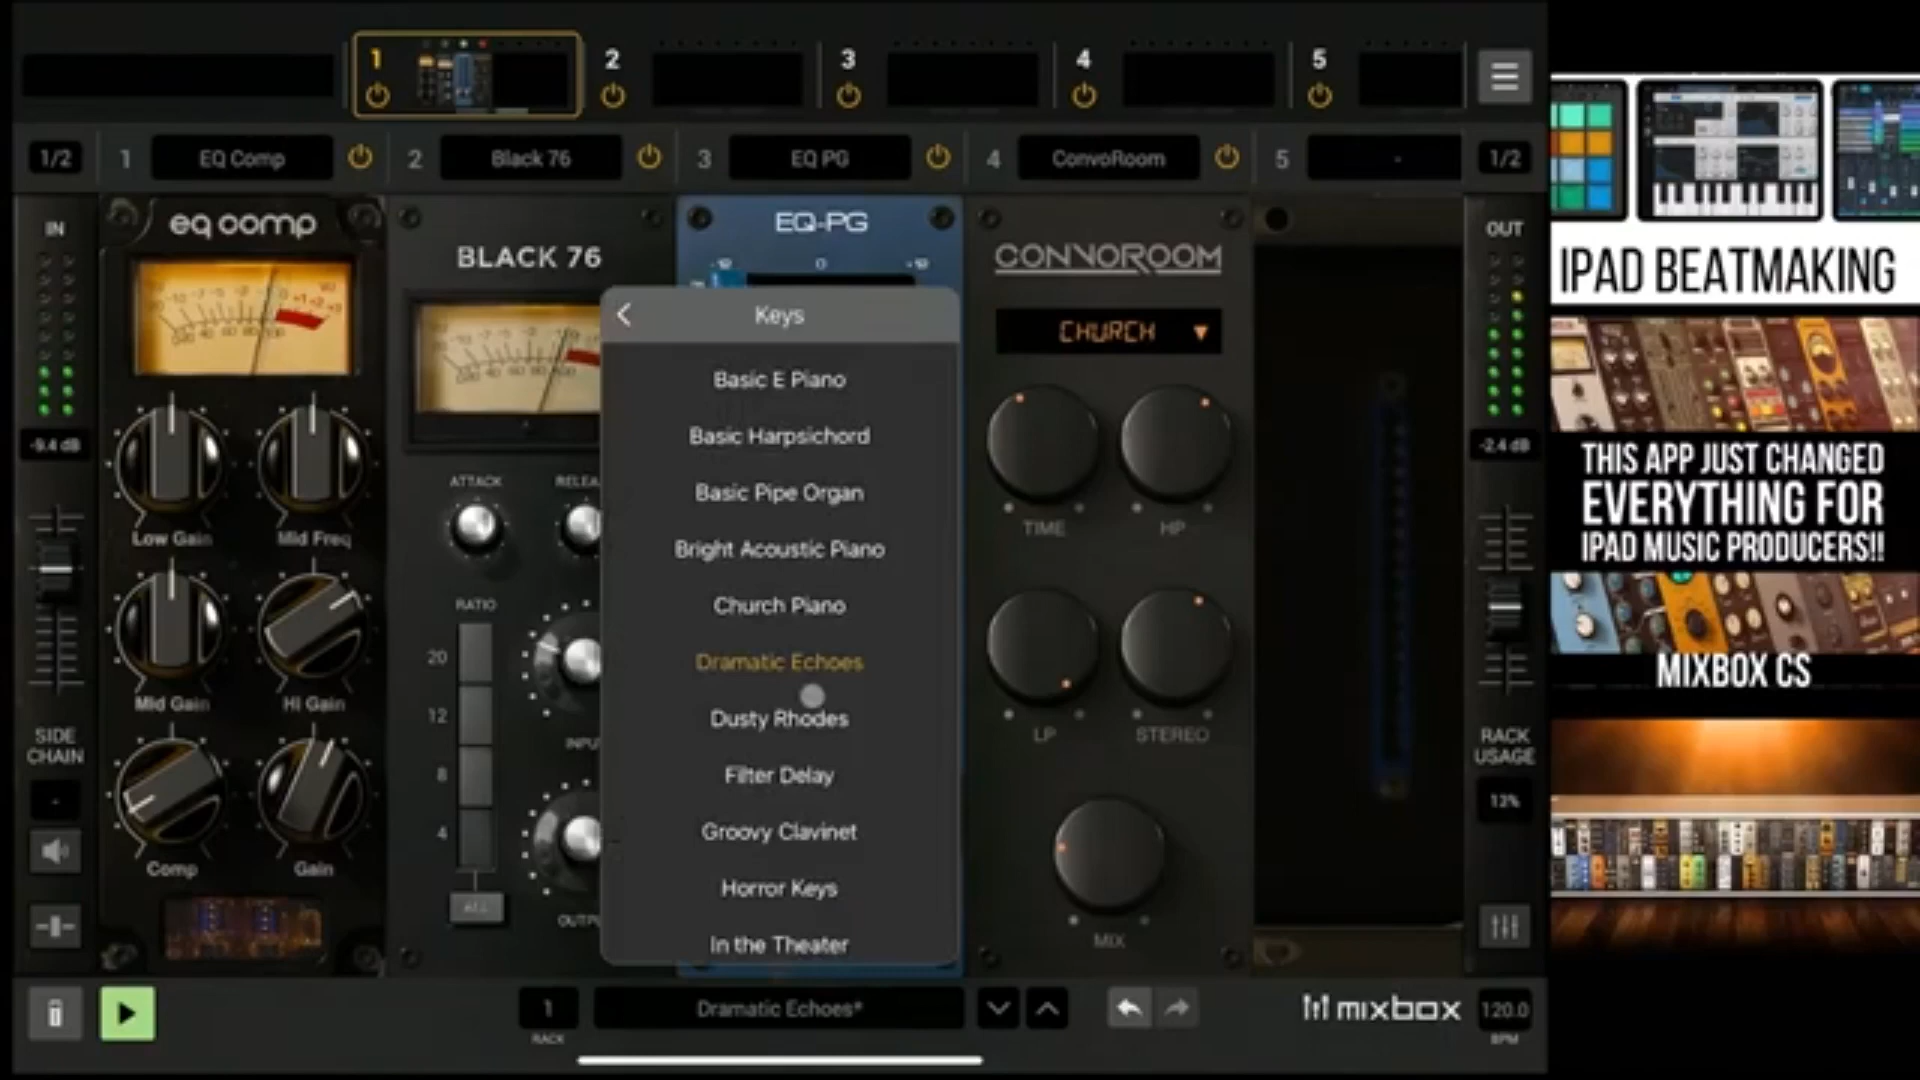 1
2
3
4
5
1/2
1
EQ Comp
2
Black 76
3
EQ PG
4
ConvoRoom
5
-
1/2
IN
eq comp
BLACK 76
EQ-PG
CONVOROOM
OUT
0
CHURCH
-9.4 dB
-2.4 dB
Low Gain
Mid Freq
Mid Gain
Hi Gain
Comp
Gain
ATTACK
RATIO
20
12
8
4
ALL
Keys
Basic E Piano
Basic Harpsichord
Basic Pipe Organ
Bright Acoustic Piano
Church Piano
Dramatic Echoes
Dusty Rhodes
Filter Delay
Groovy Clavinet
Horror Keys
In the Theater
TIME
HP
LP
STEREO
MIX
SIDE
CHAIN
-
RACK
USAGE
13%
1
RACK
Dramatic Echoes*
mixbox
120.0
BPM
IPAD BEATMAKING
THIS APP JUST CHANGED
EVERYTHING FOR
IPAD MUSIC PRODUCERS!!
MIXBOX CS